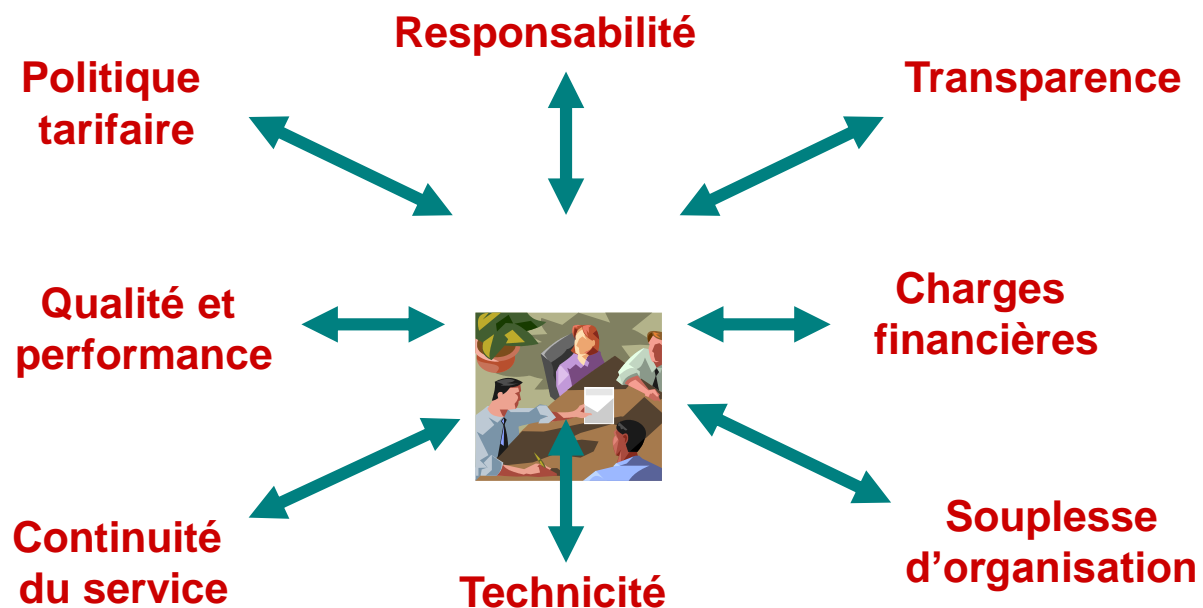 Responsabilité
Politique
tarifaire
Transparence
Qualité et
performance
Charges
financières
Continuité
du service
Technicité
Souplesse
d’organisation